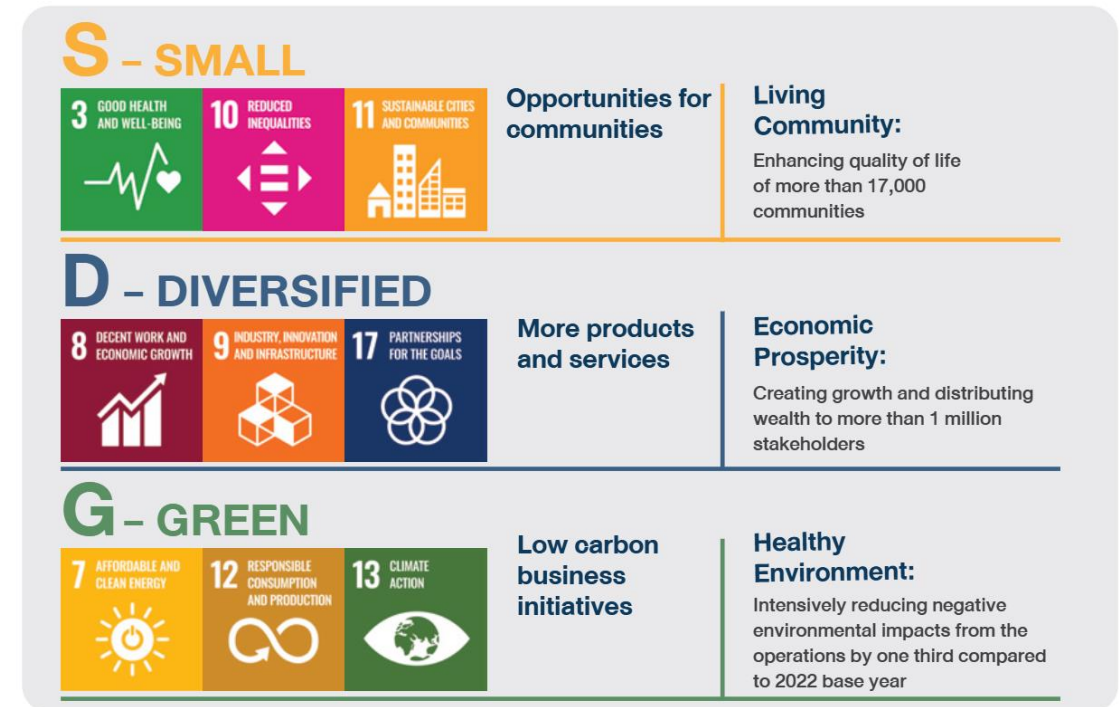 S – SMALL
3 GOOD HEALTH
AND WELL-BEING
10 REDUCED
INEQUALITIES
11 SUSTAINABLE CITIES
AND COMMUNITIES
Opportunities for
communities
Living
Community:
Enhancing quality of life
of more than 17,000
communities
D – DIVERSIFIED
8 DECENT WORK AND
ECONOMIC GROWTH
9 INDUSTRY, INNOVATION
AND INFRASTRUCTURE
17 PARTNERSHIPS
FOR THE GOALS
More products
and services
Economic
Prosperity:
Creating growth and distributing
wealth to more than 1 million
stakeholders
G – GREEN
7 AFFORDABLE AND
CLEAN ENERGY
12 RESPONSIBLE
CONSUMPTION
AND PRODUCTION
13 CLIMATE
ACTION
Low carbon
business
initiatives
Healthy
Environment:
Intensively reducing negative
environmental impacts from the
operations by one third compared
to 2022 base year